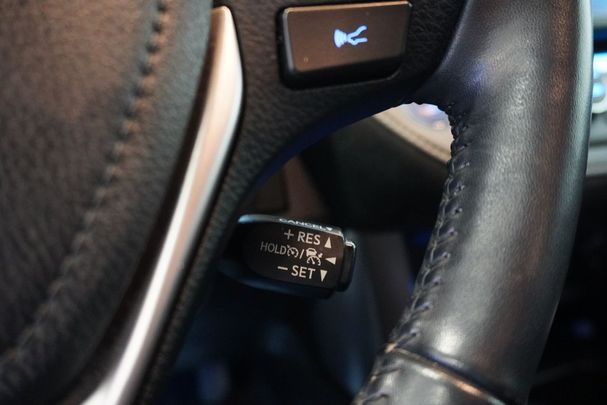 CANCEL
+ RES ▲
HOLD / ◄
− SET ▼